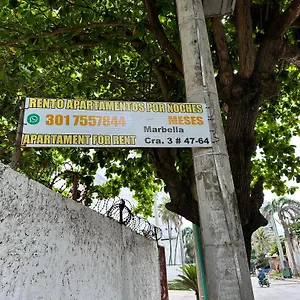 RENTO APARTAMENTOS POR NOCHES
301 7557844 MESES
Marbella
APARTAMENT FOR RENT Cra. 3 # 47-64